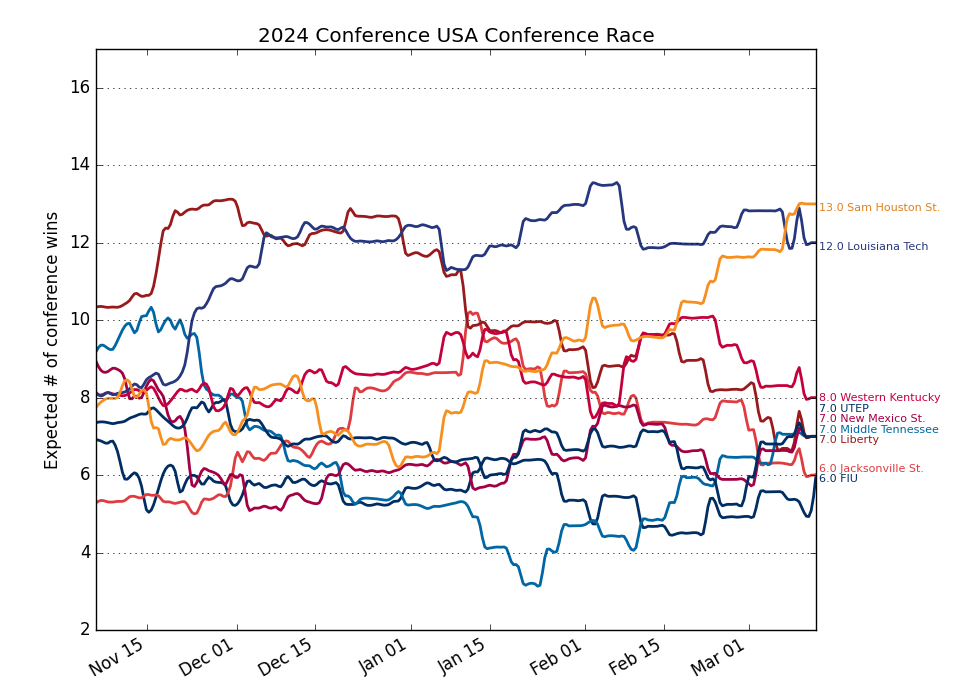 2024 Conference USA Conference Race
Expected # of conference wins
16
14
12
10
8
6
4
2
Nov 15
Dec 01
Dec 15
Jan 01
Jan 15
Feb 01
Feb 15
Mar 01
13.0 Sam Houston St.
12.0 Louisiana Tech
8.0 Western Kentucky
7.0 UTEP
7.0 New Mexico St.
7.0 Middle Tennessee
7.0 Liberty
6.0 Jacksonville St.
6.0 FIU